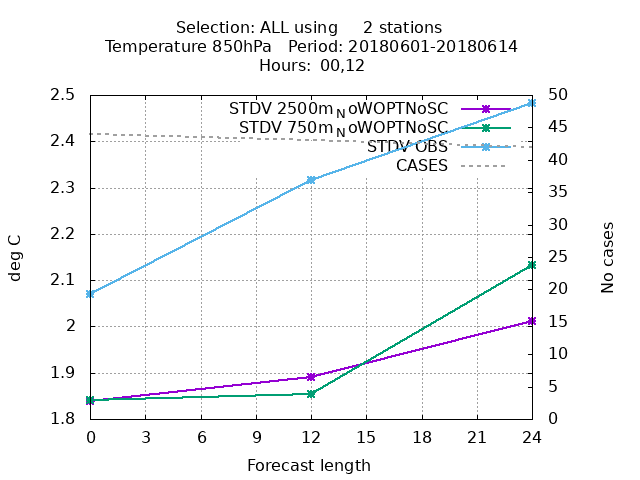 Selection: ALL using 2 stations
Temperature 850hPa Period: 20180601-20180614
Hours: 00,12
2.5
2.4
2.3
2.2
2.1
2
1.9
1.8
deg C
STDV 2500m_NoWOPTNoSC
STDV 750m_NoWOPTNoSC
STDV OBS
CASES
50
45
40
35
30
25
20
15
10
5
0
No cases
0 3 6 9 12 15 18 21 24
Forecast length